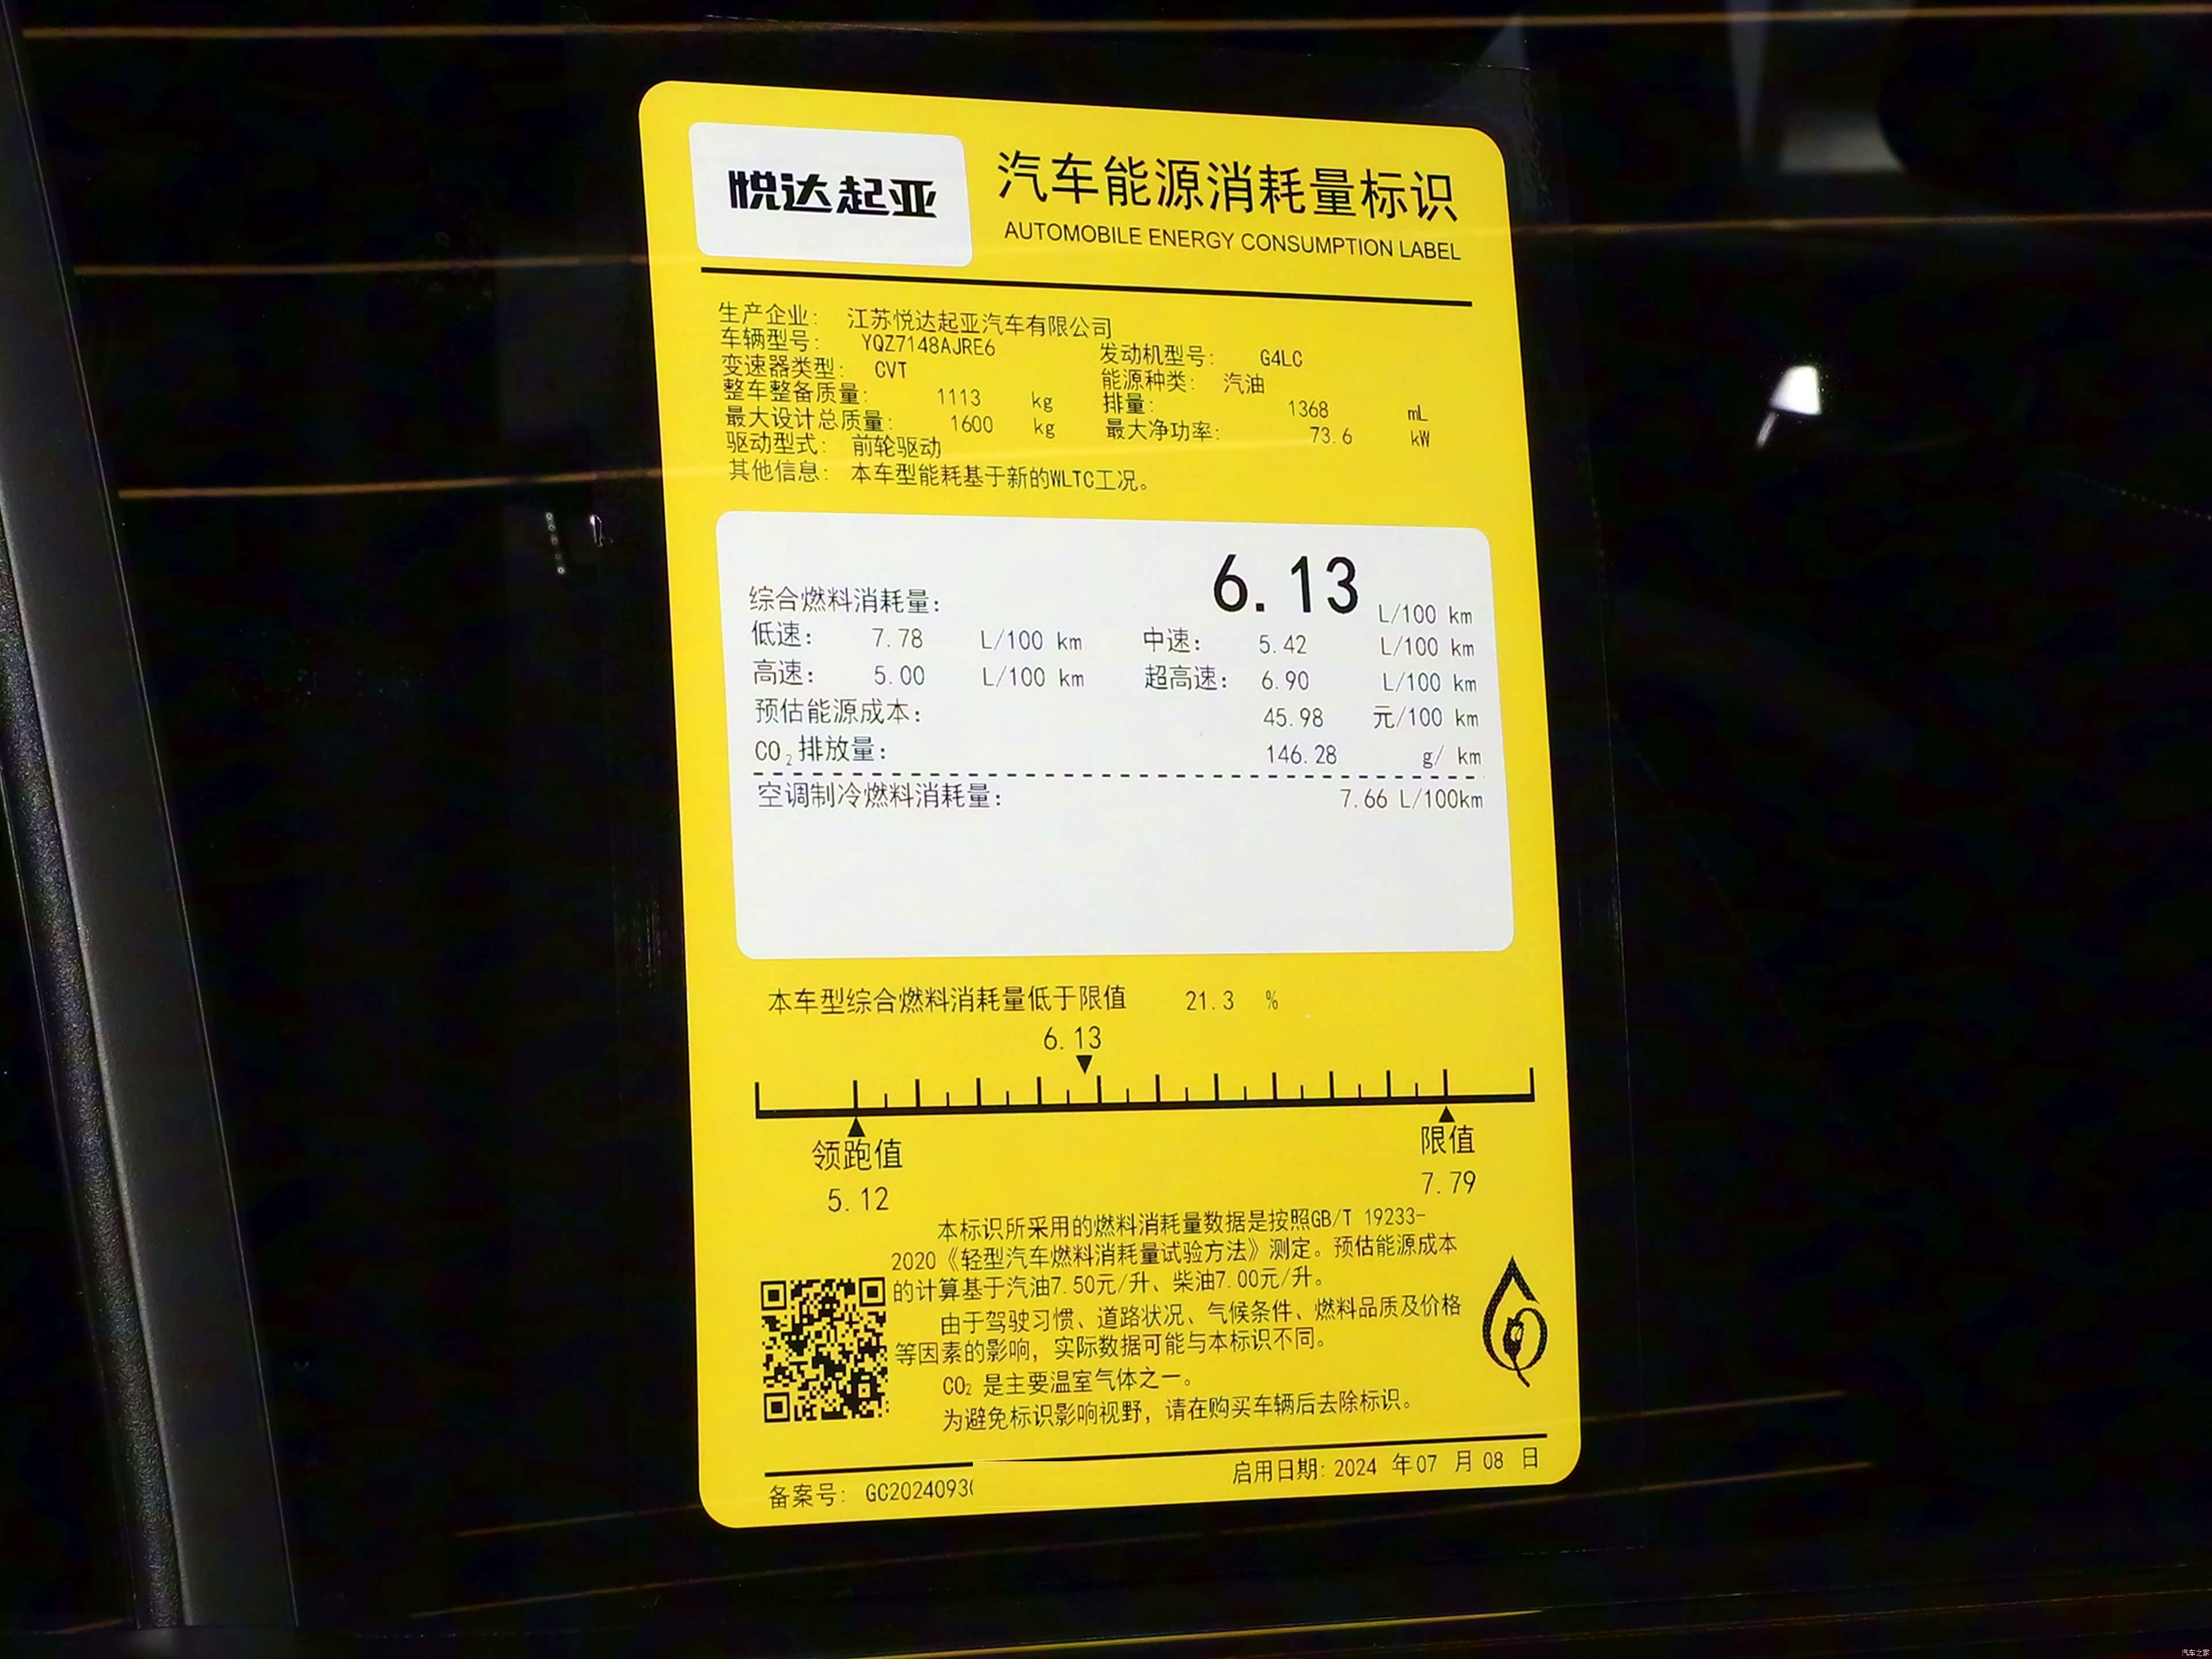 悦达起亚
汽车能源消耗量标识
AUTOMOBILE ENERGY CONSUMPTION LABEL
生产企业: 江苏悦达起亚汽车有限公司
车辆型号: YQZ7148AJRE6 发动机型号: G4LC
变速器类型: CVT 能源种类: 汽油
整车整备质量: 1113 kg 排量: 1368 mL
最大设计总质量: 1600 kg 最大净功率: 73.6 kW
驱动型式: 前轮驱动
其他信息: 本车型能耗基于新的WLTC工况。
综合燃料消耗量: 6.13 L/100 km
低速: 7.78 L/100 km 中速: 5.42 L/100 km
高速: 5.00 L/100 km 超高速: 6.90 L/100 km
预估能源成本: 45.98 元/100 km
CO₂排放量: 146.28 g/ km
空调制冷燃料消耗量: 7.66 L/100km
本车型综合燃料消耗量低于限值 21.3 %
6.13
领跑值 限值
5.12 7.79
本标识所采用的燃料消耗量数据是按照GB/T 19233-
2020《轻型汽车燃料消耗量试验方法》测定。预估能源成本
的计算基于汽油7.50元/升、柴油7.00元/升。
由于驾驶习惯、道路状况、气候条件、燃料品质及价格
等因素的影响，实际数据可能与本标识不同。
CO₂ 是主要温室气体之一。
为避免标识影响视野，请在购买车辆后去除标识。
备案号: GC2024093 启用日期: 2024 年07 月08 日
汽车之家